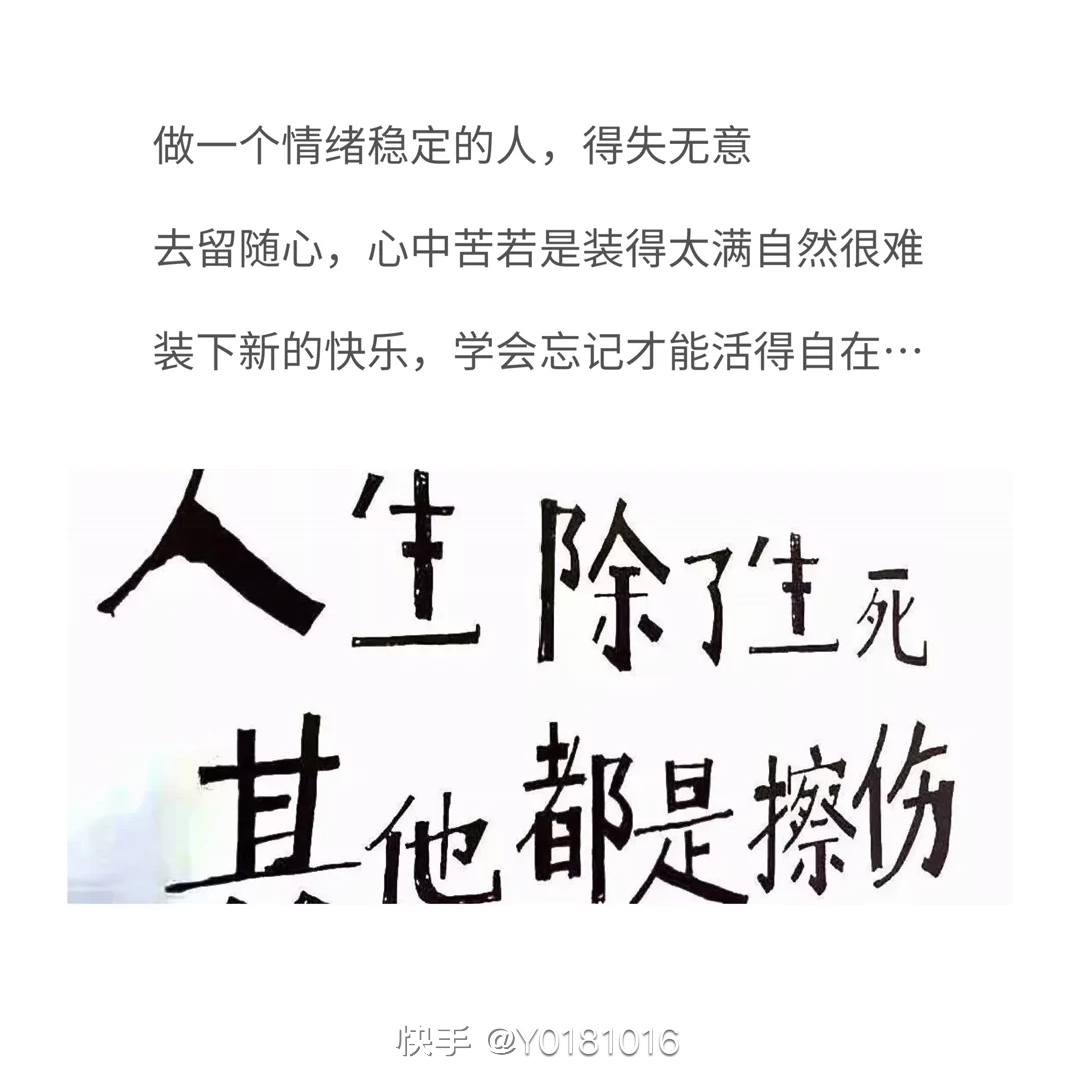 做一个情绪稳定的人，得失无意
去留随心，心中苦若是装得太满自然很难
装下新的快乐，学会忘记才能活得自在…
人生除了生死
其他都是擦伤
快手 @Y0181016